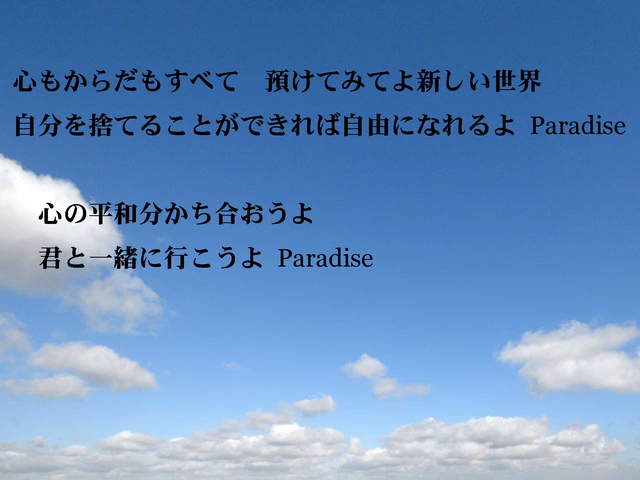 心もからだもすべて　預けてみてよ新しい世界
自分を捨てることができれば自由になれるよ Paradise
心の平和分かち合おうよ
君と一緒に行こうよ Paradise